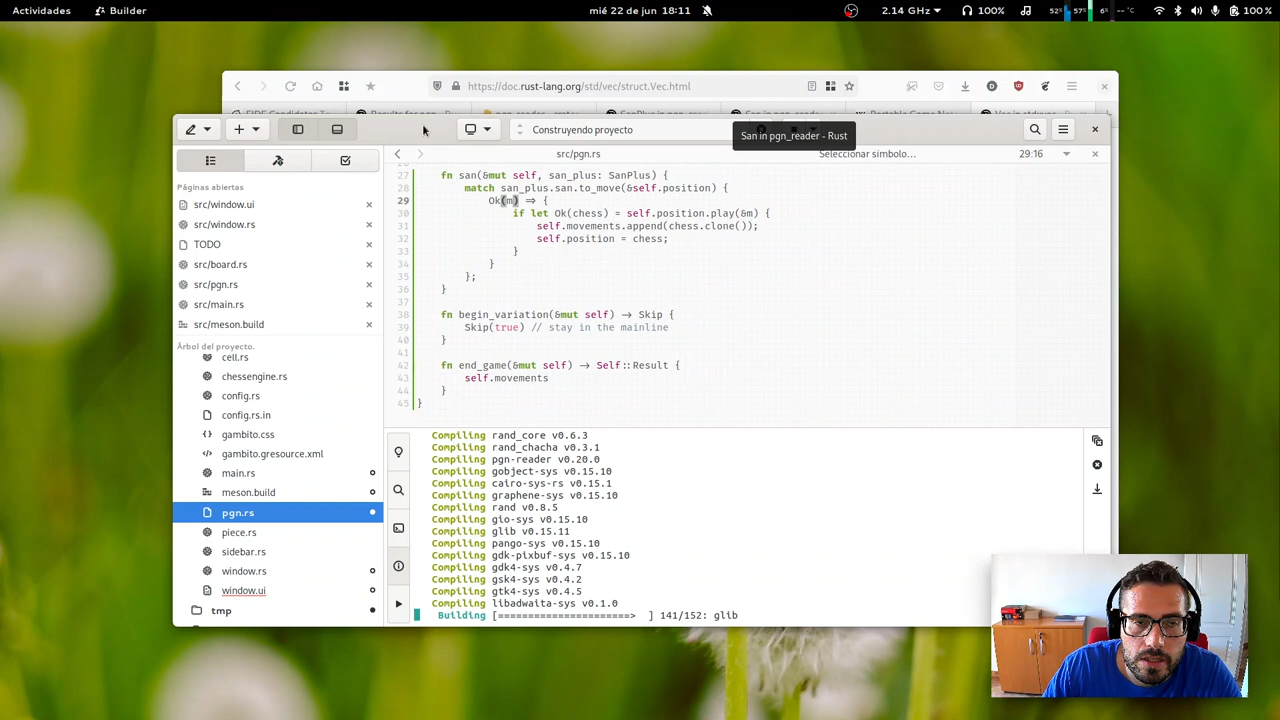 Actividades
Builder
mié 22 de jun 18:11
2.14 GHz
100%
52%
57%
6%
-- °C
100 %
https://doc.rust-lang.org/std/vec/struct.Vec.html
Construyendo proyecto
San in pgn_reader - Rust
src/pgn.rs
Seleccionar símbolo…
29:16
Páginas abiertas
src/window.ui
src/window.rs
TODO
src/board.rs
src/pgn.rs
src/main.rs
src/meson.build
Árbol del proyecto.
cell.rs
chessengine.rs
config.rs
config.rs.in
gambito.css
gambito.gresource.xml
main.rs
meson.build
pgn.rs
piece.rs
sidebar.rs
window.rs
window.ui
tmp
27 fn san(&mut self, san_plus: SanPlus) {
28 match san_plus.san.to_move(&self.position) {
29 Ok(m) => {
30 if let Ok(chess) = self.position.play(&m) {
31 self.movements.append(chess.clone());
32 self.position = chess;
33 }
34 }
35 };
36 }
37
38 fn begin_variation(&mut self) -> Skip {
39 Skip(true) // stay in the mainline
40 }
41
42 fn end_game(&mut self) -> Self::Result {
43 self.movements
44 }
45 }
Compiling rand_core v0.6.3
Compiling rand_chacha v0.3.1
Compiling pgn-reader v0.20.0
Compiling gobject-sys v0.15.10
Compiling cairo-sys-rs v0.15.1
Compiling graphene-sys v0.15.10
Compiling rand v0.8.5
Compiling gio-sys v0.15.10
Compiling glib v0.15.11
Compiling pango-sys v0.15.10
Compiling gdk-pixbuf-sys v0.15.10
Compiling gdk4-sys v0.4.7
Compiling gsk4-sys v0.4.2
Compiling gtk4-sys v0.4.5
Compiling libadwaita-sys v0.1.0
Building [======================> ] 141/152: glib